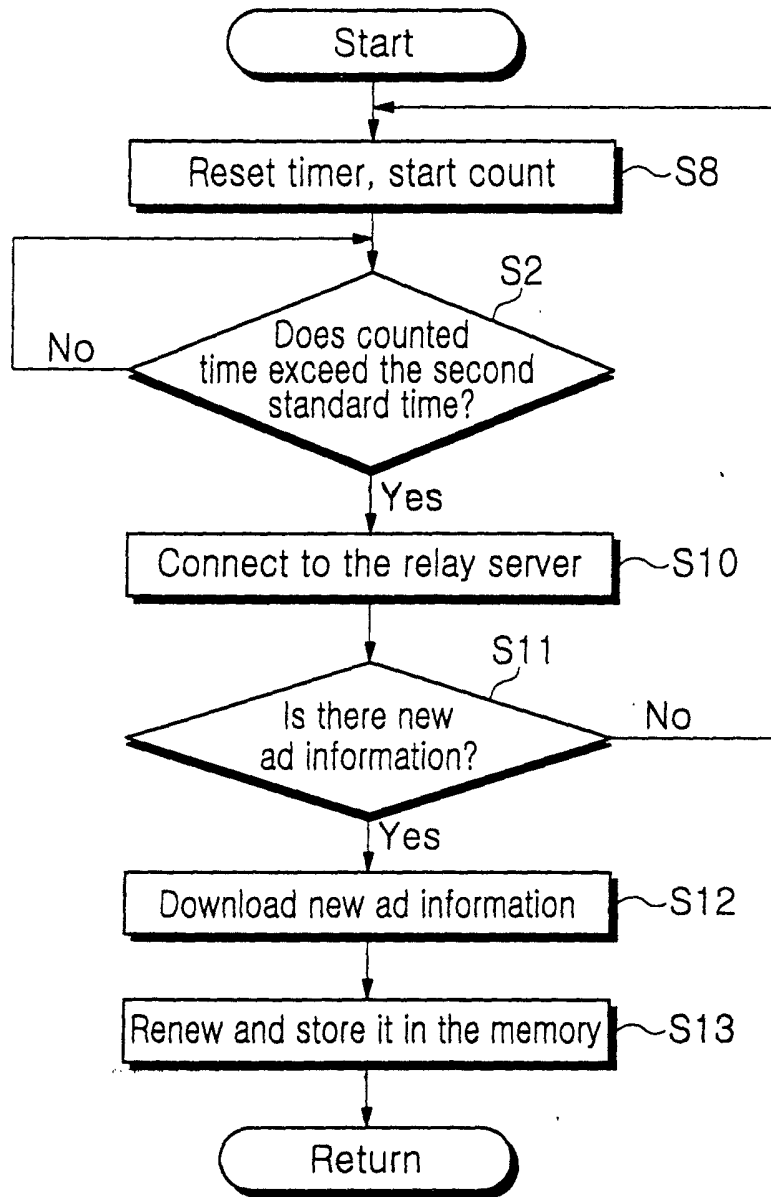 Start
Reset timer, start count
S8
S2
Does counted
time exceed the second
standard time?
No
Yes
Connect to the relay server
S10
S11
Is there new
ad information?
No
Yes
Download new ad information
S12
Renew and store it in the memory
S13
Return